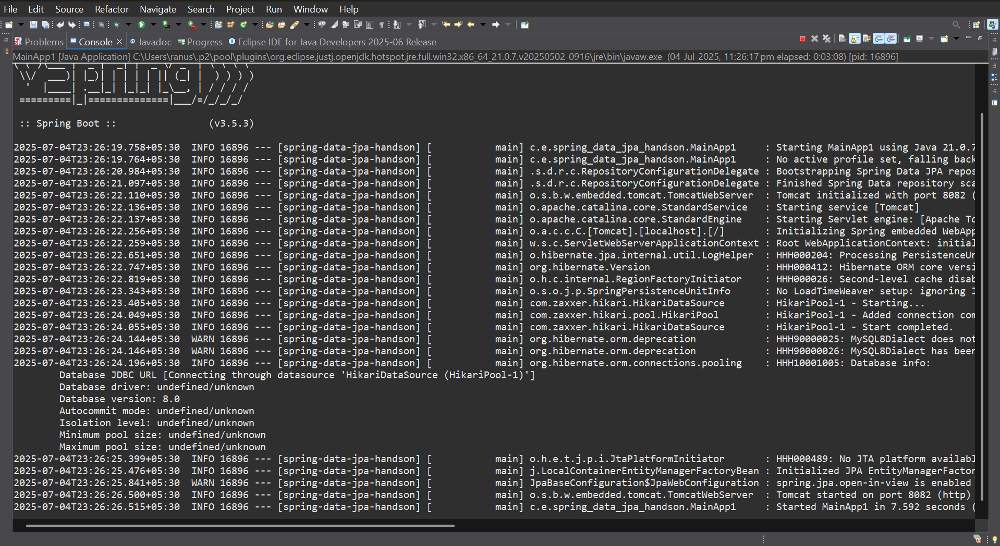 File Edit Source Refactor Navigate Search Project Run Window Help
Problems Console Javadoc Progress Eclipse IDE for Java Developers 2025-06 Release
MainApp1 [Java Application] C:\Users\ranus\.p2\pool\plugins\org.eclipse.justj.openjdk.hotspot.jre.full.win32.x86_64_21.0.7.v20250502-0916\jre\bin\javaw.exe (04-Jul-2025, 11:26:17 pm elapsed: 0:03:08) [pid: 16896]
 \\/  ___)| |_)| | | | | || (_| |  ) ) ) )
  '  |____| .__|_| |_|_| |_\__, | / / / /
 =========|_|==============|___/=/_/_/_/
:: Spring Boot :: (v3.5.3)
2025-07-04T23:26:19.758+05:30 INFO 16896 --- [spring-data-jpa-handson] [ main] c.e.spring_data_jpa_handson.MainApp1 : Starting MainApp1 using Java 21.0.7
2025-07-04T23:26:19.764+05:30 INFO 16896 --- [spring-data-jpa-handson] [ main] c.e.spring_data_jpa_handson.MainApp1 : No active profile set, falling back
2025-07-04T23:26:20.984+05:30 INFO 16896 --- [spring-data-jpa-handson] [ main] .s.d.r.c.RepositoryConfigurationDelegate : Bootstrapping Spring Data JPA repos
2025-07-04T23:26:21.097+05:30 INFO 16896 --- [spring-data-jpa-handson] [ main] .s.d.r.c.RepositoryConfigurationDelegate : Finished Spring Data repository sca
2025-07-04T23:26:22.110+05:30 INFO 16896 --- [spring-data-jpa-handson] [ main] o.s.b.w.embedded.tomcat.TomcatWebServer : Tomcat initialized with port 8082 (
2025-07-04T23:26:22.136+05:30 INFO 16896 --- [spring-data-jpa-handson] [ main] o.apache.catalina.core.StandardService : Starting service [Tomcat]
2025-07-04T23:26:22.137+05:30 INFO 16896 --- [spring-data-jpa-handson] [ main] o.apache.catalina.core.StandardEngine : Starting Servlet engine: [Apache To
2025-07-04T23:26:22.256+05:30 INFO 16896 --- [spring-data-jpa-handson] [ main] o.a.c.c.C.[Tomcat].[localhost].[/] : Initializing Spring embedded WebApp
2025-07-04T23:26:22.259+05:30 INFO 16896 --- [spring-data-jpa-handson] [ main] w.s.c.ServletWebServerApplicationContext : Root WebApplicationContext: initial
2025-07-04T23:26:22.651+05:30 INFO 16896 --- [spring-data-jpa-handson] [ main] o.hibernate.jpa.internal.util.LogHelper : HHH000204: Processing PersistenceUn
2025-07-04T23:26:22.747+05:30 INFO 16896 --- [spring-data-jpa-handson] [ main] org.hibernate.Version : HHH000412: Hibernate ORM core versi
2025-07-04T23:26:22.819+05:30 INFO 16896 --- [spring-data-jpa-handson] [ main] o.h.c.internal.RegionFactoryInitiator : HHH000026: Second-level cache disab
2025-07-04T23:26:23.343+05:30 INFO 16896 --- [spring-data-jpa-handson] [ main] o.s.o.j.p.SpringPersistenceUnitInfo : No LoadTimeWeaver setup: ignoring J
2025-07-04T23:26:23.405+05:30 INFO 16896 --- [spring-data-jpa-handson] [ main] com.zaxxer.hikari.HikariDataSource : HikariPool-1 - Starting...
2025-07-04T23:26:24.049+05:30 INFO 16896 --- [spring-data-jpa-handson] [ main] com.zaxxer.hikari.pool.HikariPool : HikariPool-1 - Added connection com
2025-07-04T23:26:24.055+05:30 INFO 16896 --- [spring-data-jpa-handson] [ main] com.zaxxer.hikari.HikariDataSource : HikariPool-1 - Start completed.
2025-07-04T23:26:24.144+05:30 WARN 16896 --- [spring-data-jpa-handson] [ main] org.hibernate.orm.deprecation : HHH90000025: MySQL8Dialect does not
2025-07-04T23:26:24.146+05:30 WARN 16896 --- [spring-data-jpa-handson] [ main] org.hibernate.orm.deprecation : HHH90000026: MySQL8Dialect has been
2025-07-04T23:26:24.196+05:30 INFO 16896 --- [spring-data-jpa-handson] [ main] org.hibernate.orm.connections.pooling : HHH10001005: Database info:
Database JDBC URL [Connecting through datasource 'HikariDataSource (HikariPool-1)']
Database driver: undefined/unknown
Database version: 8.0
Autocommit mode: undefined/unknown
Isolation level: undefined/unknown
Minimum pool size: undefined/unknown
Maximum pool size: undefined/unknown
2025-07-04T23:26:25.399+05:30 INFO 16896 --- [spring-data-jpa-handson] [ main] o.h.e.t.j.p.i.JtaPlatformInitiator : HHH000489: No JTA platform availabl
2025-07-04T23:26:25.476+05:30 INFO 16896 --- [spring-data-jpa-handson] [ main] j.LocalContainerEntityManagerFactoryBean : Initialized JPA EntityManagerFactor
2025-07-04T23:26:25.841+05:30 WARN 16896 --- [spring-data-jpa-handson] [ main] JpaBaseConfiguration$JpaWebConfiguration : spring.jpa.open-in-view is enabled
2025-07-04T23:26:26.500+05:30 INFO 16896 --- [spring-data-jpa-handson] [ main] o.s.b.w.embedded.tomcat.TomcatWebServer : Tomcat started on port 8082 (http)
2025-07-04T23:26:26.515+05:30 INFO 16896 --- [spring-data-jpa-handson] [ main] c.e.spring_data_jpa_handson.MainApp1 : Started MainApp1 in 7.592 seconds (